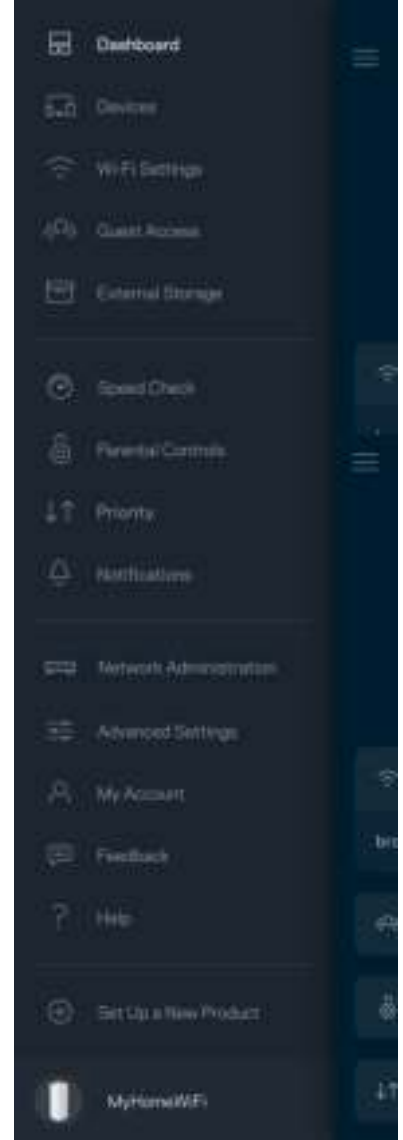 Dashboard
Devices
Wi-Fi Settings
Guest Access
External Storage
Speed Check
Parental Controls
Priority
Notifications
Network Administration
Advanced Settings
My Account
Feedback
Help
Set Up a New Product
MyHomeWiFi
bro